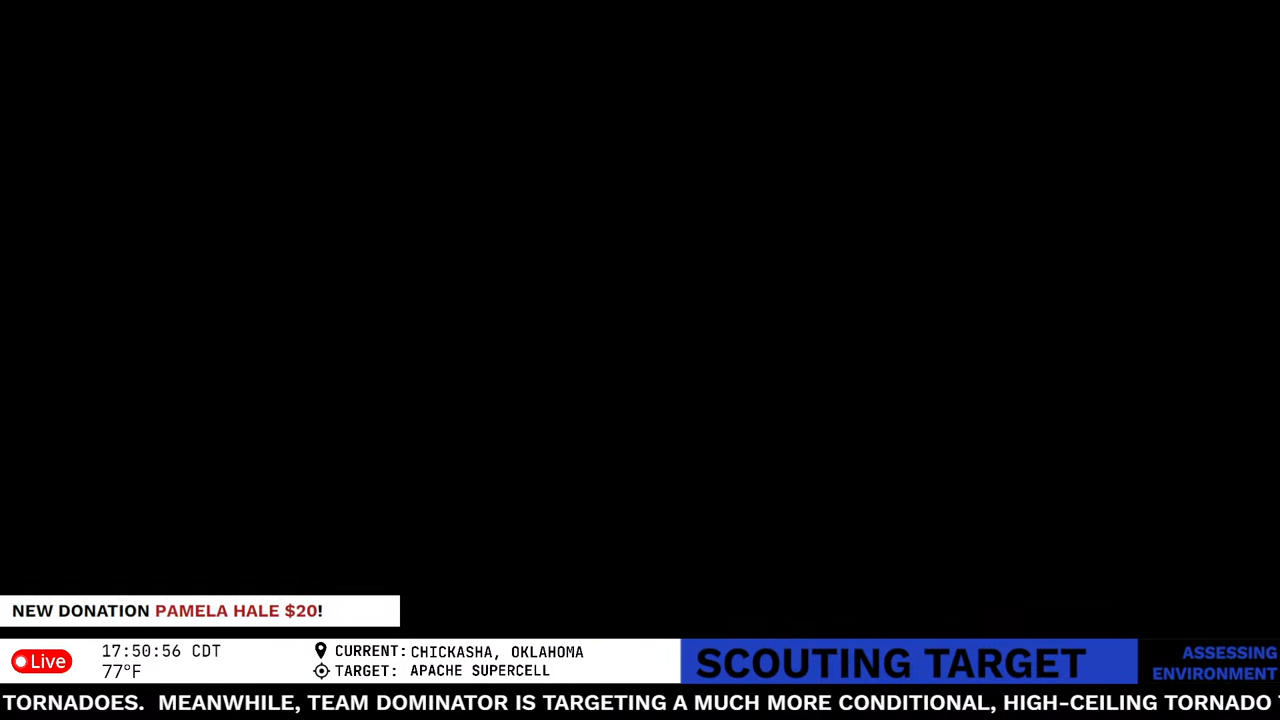 NEW DONATION PAMELA HALE $20!
Live
17:50:56 CDT
77°F
CURRENT: CHICKASHA, OKLAHOMA
TARGET: APACHE SUPERCELL
SCOUTING TARGET
ASSESSING
ENVIRONMENT
TORNADOES. MEANWHILE, TEAM DOMINATOR IS TARGETING A MUCH MORE CONDITIONAL, HIGH-CEILING TORNADO